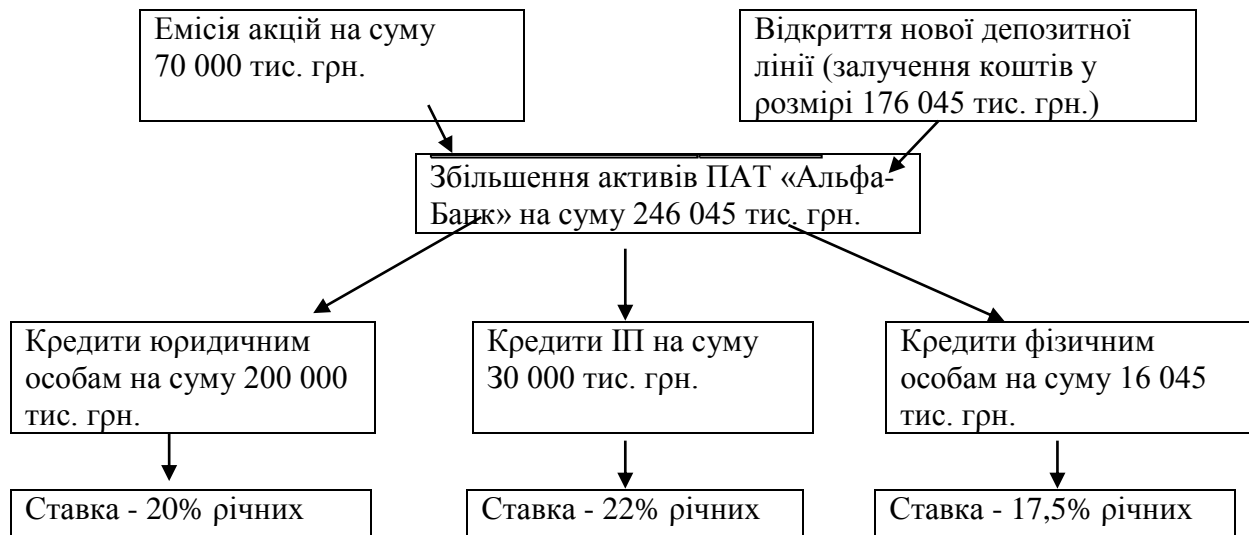 Емісія акцій на суму
70 000 тис. грн.
Відкриття нової депозитної
лінії (залучення коштів у
розмірі 176 045 тис. грн.)
Збільшення активів ПАТ «Альфа-
Банк» на суму 246 045 тис. грн.
Кредити юридичним
особам на суму 200 000
тис. грн.
Кредити ІП на суму
30 000 тис. грн.
Кредити фізичним
особам на суму 16 045
тис. грн.
Ставка - 20% річних
Ставка - 22% річних
Ставка - 17,5% річних